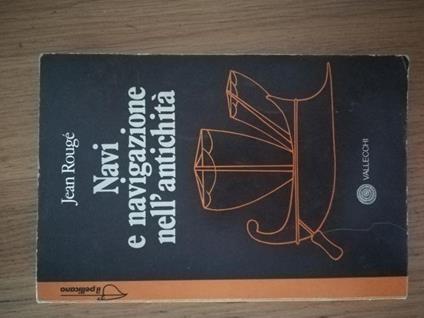 Jean Rougé
Navi
e navigazione
nell'antichità
VALLECCHI
il pellicano